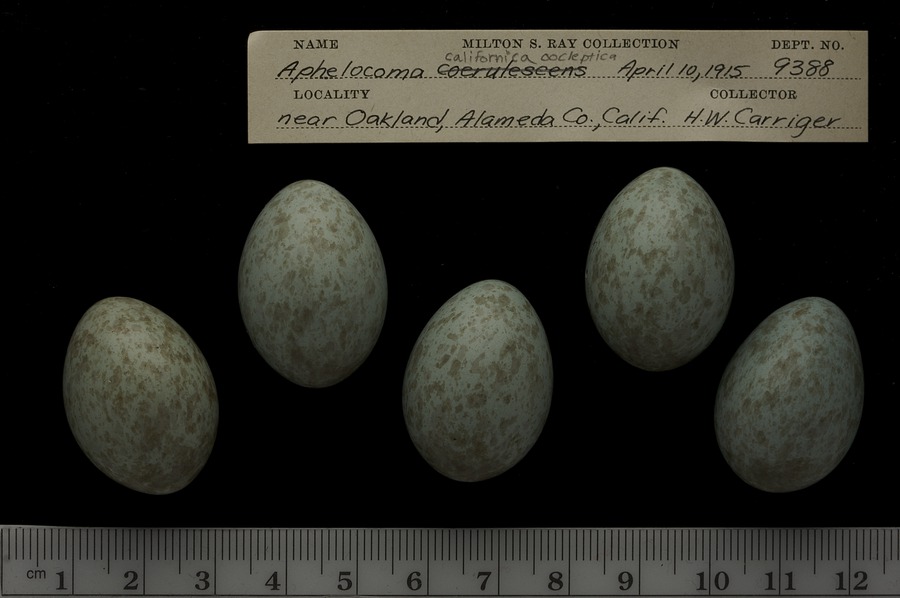 NAME MILTON S. RAY COLLECTION DEPT. NO.
californica oocleptica
Aphelocoma coerulescens April 10, 1915 9388
LOCALITY COLLECTOR
near Oakland, Alameda Co., Calif. H.W. Carriger
cm 1 2 3 4 5 6 7 8 9 10 11 12